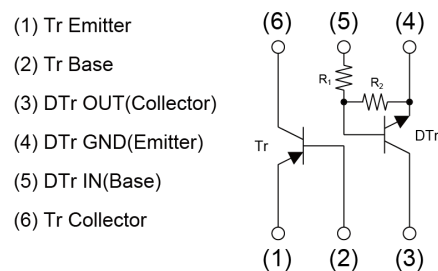 (1) Tr Emitter
(2) Tr Base
(3) DTr OUT(Collector)
(4) DTr GND(Emitter)
(5) DTr IN(Base)
(6) Tr Collector
(6) (5) (4)
R1
R2
Tr
DTr
(1) (2) (3)